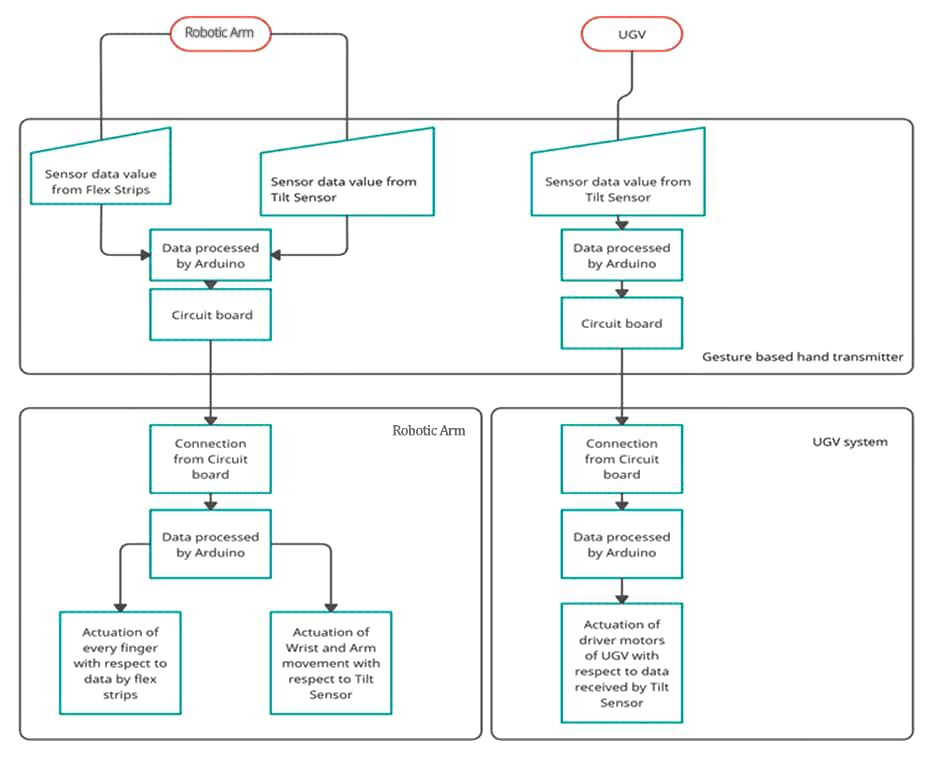 Robotic Arm
UGV
Sensor data value
from Flex Strips
Sensor data value from
Tilt Sensor
Sensor data value from
Tilt Sensor
Data processed
by Arduino
Data processed
by Arduino
Circuit board
Circuit board
Gesture based hand transmitter
Robotic Arm
UGV system
Connection
from Circuit
board
Connection
from Circuit
board
Data processed
by Arduino
Data processed
by Arduino
Actuation of
every finger
with respect to
data by flex
strips
Actuation of
Wrist and Arm
movement with
respect to Tilt
Sensor
Actuation of
driver motors
of UGV with
respect to data
received by Tilt
Sensor